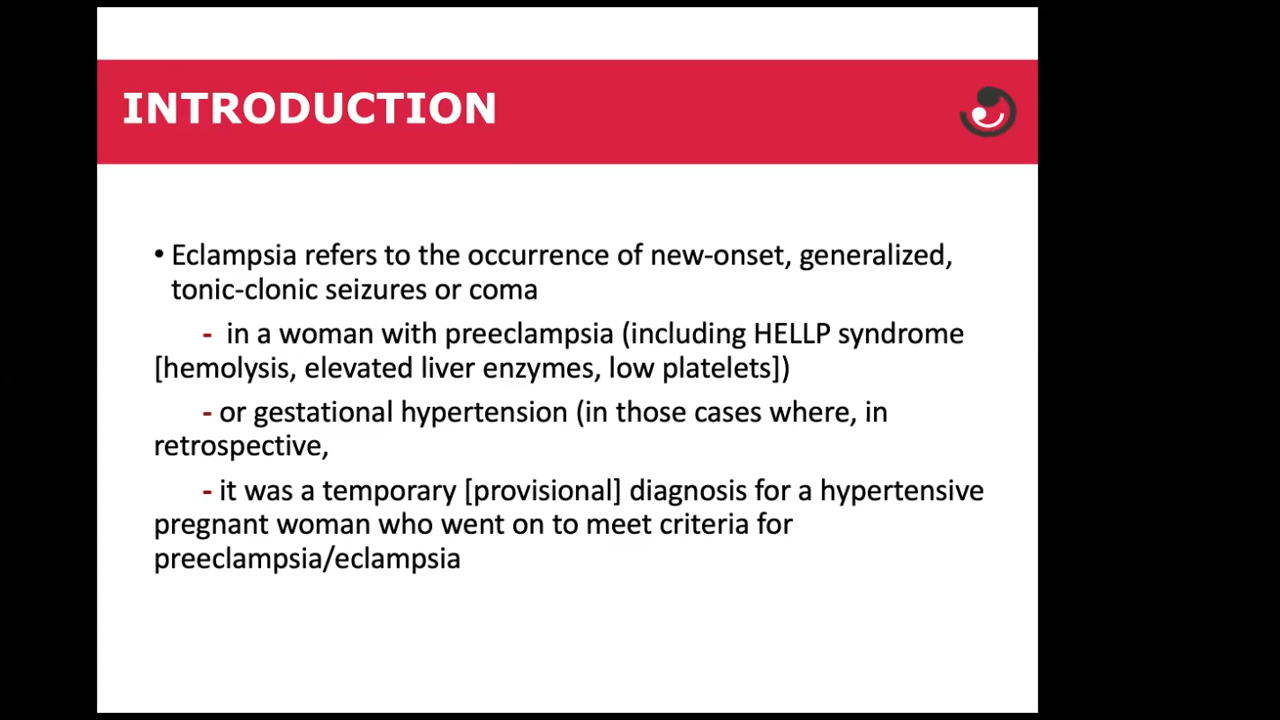 INTRODUCTION
• Eclampsia refers to the occurrence of new-onset, generalized,
tonic-clonic seizures or coma
- in a woman with preeclampsia (including HELLP syndrome
[hemolysis, elevated liver enzymes, low platelets])
- or gestational hypertension (in those cases where, in
retrospective,
- it was a temporary [provisional] diagnosis for a hypertensive
pregnant woman who went on to meet criteria for
preeclampsia/eclampsia